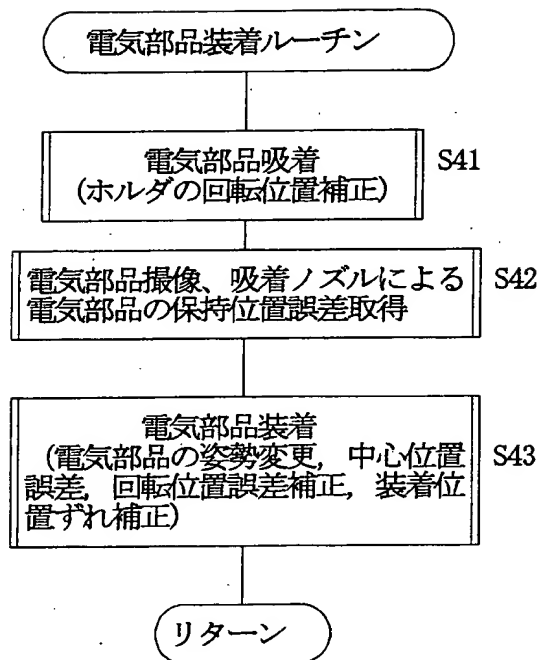 電気部品装着ルーチン
電気部品吸着
(ホルダの回転位置補正)
S41
電気部品撮像、吸着ノズルによる
電気部品の保持位置誤差取得
S42
電気部品装着
(電気部品の姿勢変更, 中心位置
誤差, 回転位置誤差補正, 装着位
置ずれ補正)
S43
リターン